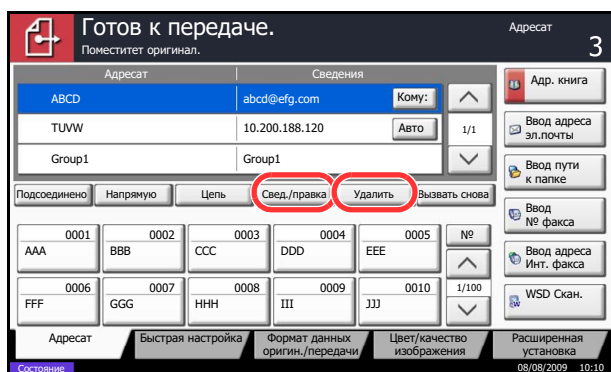 Готов к передаче.
Поместитет оригинал.
Адресат
3
Адресат Сведения
ABCD abcd@efg.com Кому:
TUVW 10.200.188.120 Авто 1/1
Group1 Group1
Подсоединено Напрямую Цепь Свед./правка Удалить Вызвать снова
0001 0002 0003 0004 0005 №
AAA BBB CCC DDD EEE
0006 0007 0008 0009 0010 1/100
FFF GGG HHH III JJJ
Адр. книга
Ввод адреса
эл.почты
Ввод пути
к папке
Ввод
№ факса
Ввод адреса
Инт. факса
WSD Скан.
Адресат
Быстрая настройка
Формат данных
оригин./передачи
Цвет/качество
изображения
Расширенная
установка
Состояние 08/08/2009 10:10